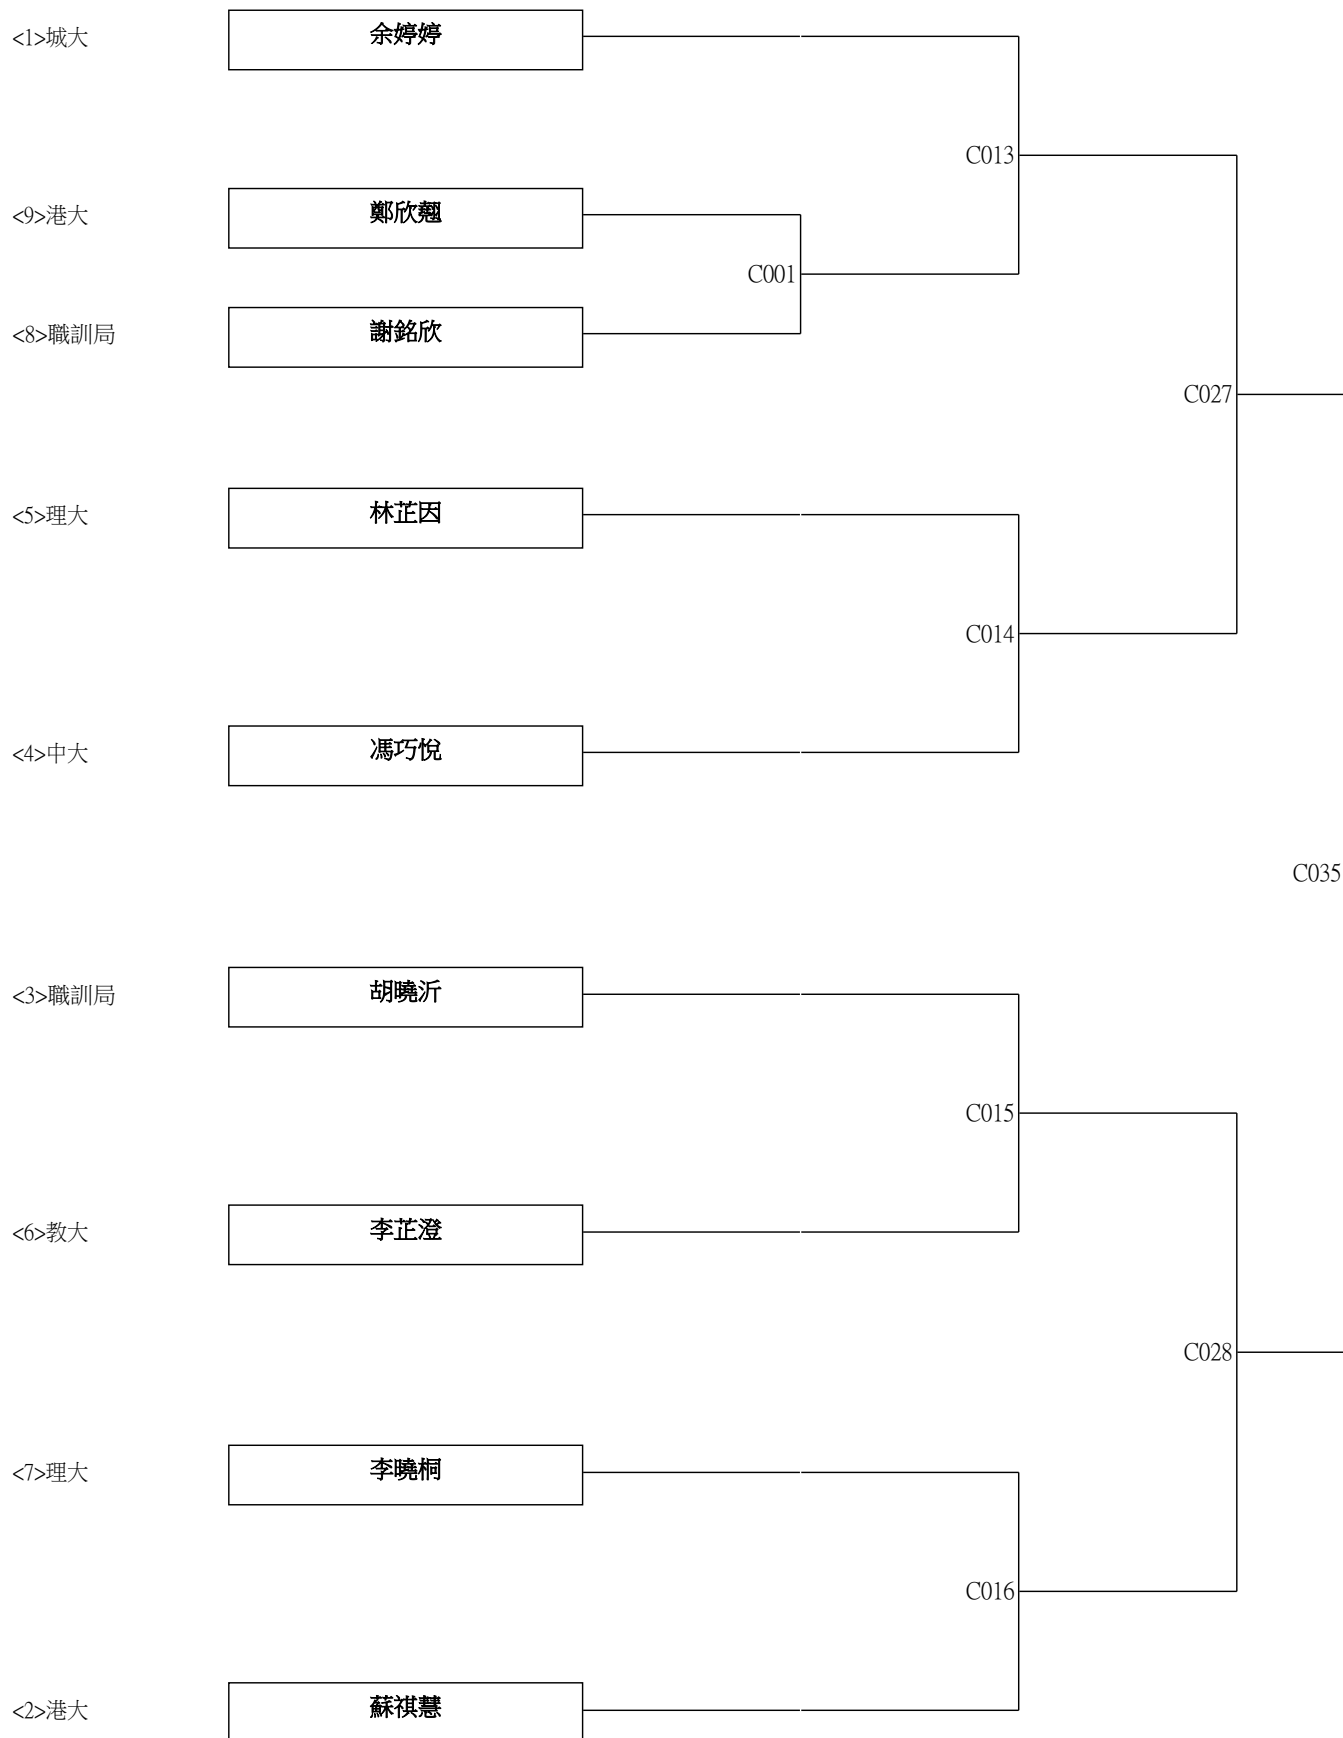 <1>城大 余婷婷
C013
<9>港大 鄭欣翹
C001
<8>職訓局 謝銘欣
C027
<5>理大 林芷因
C014
<4>中大 馮巧悅
C035
<3>職訓局 胡曉沂
C015
<6>教大 李芷澄
C028
<7>理大 李曉桐
C016
<2>港大 蘇祺慧